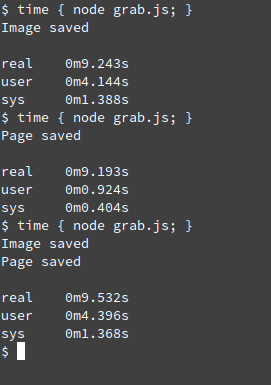 $ time { node grab.js; }
Image saved
real 0m9.243s
user 0m4.144s
sys 0m1.388s
$ time { node grab.js; }
Page saved
real 0m9.193s
user 0m0.924s
sys 0m0.404s
$ time { node grab.js; }
Image saved
Page saved
real 0m9.532s
user 0m4.396s
sys 0m1.368s
$